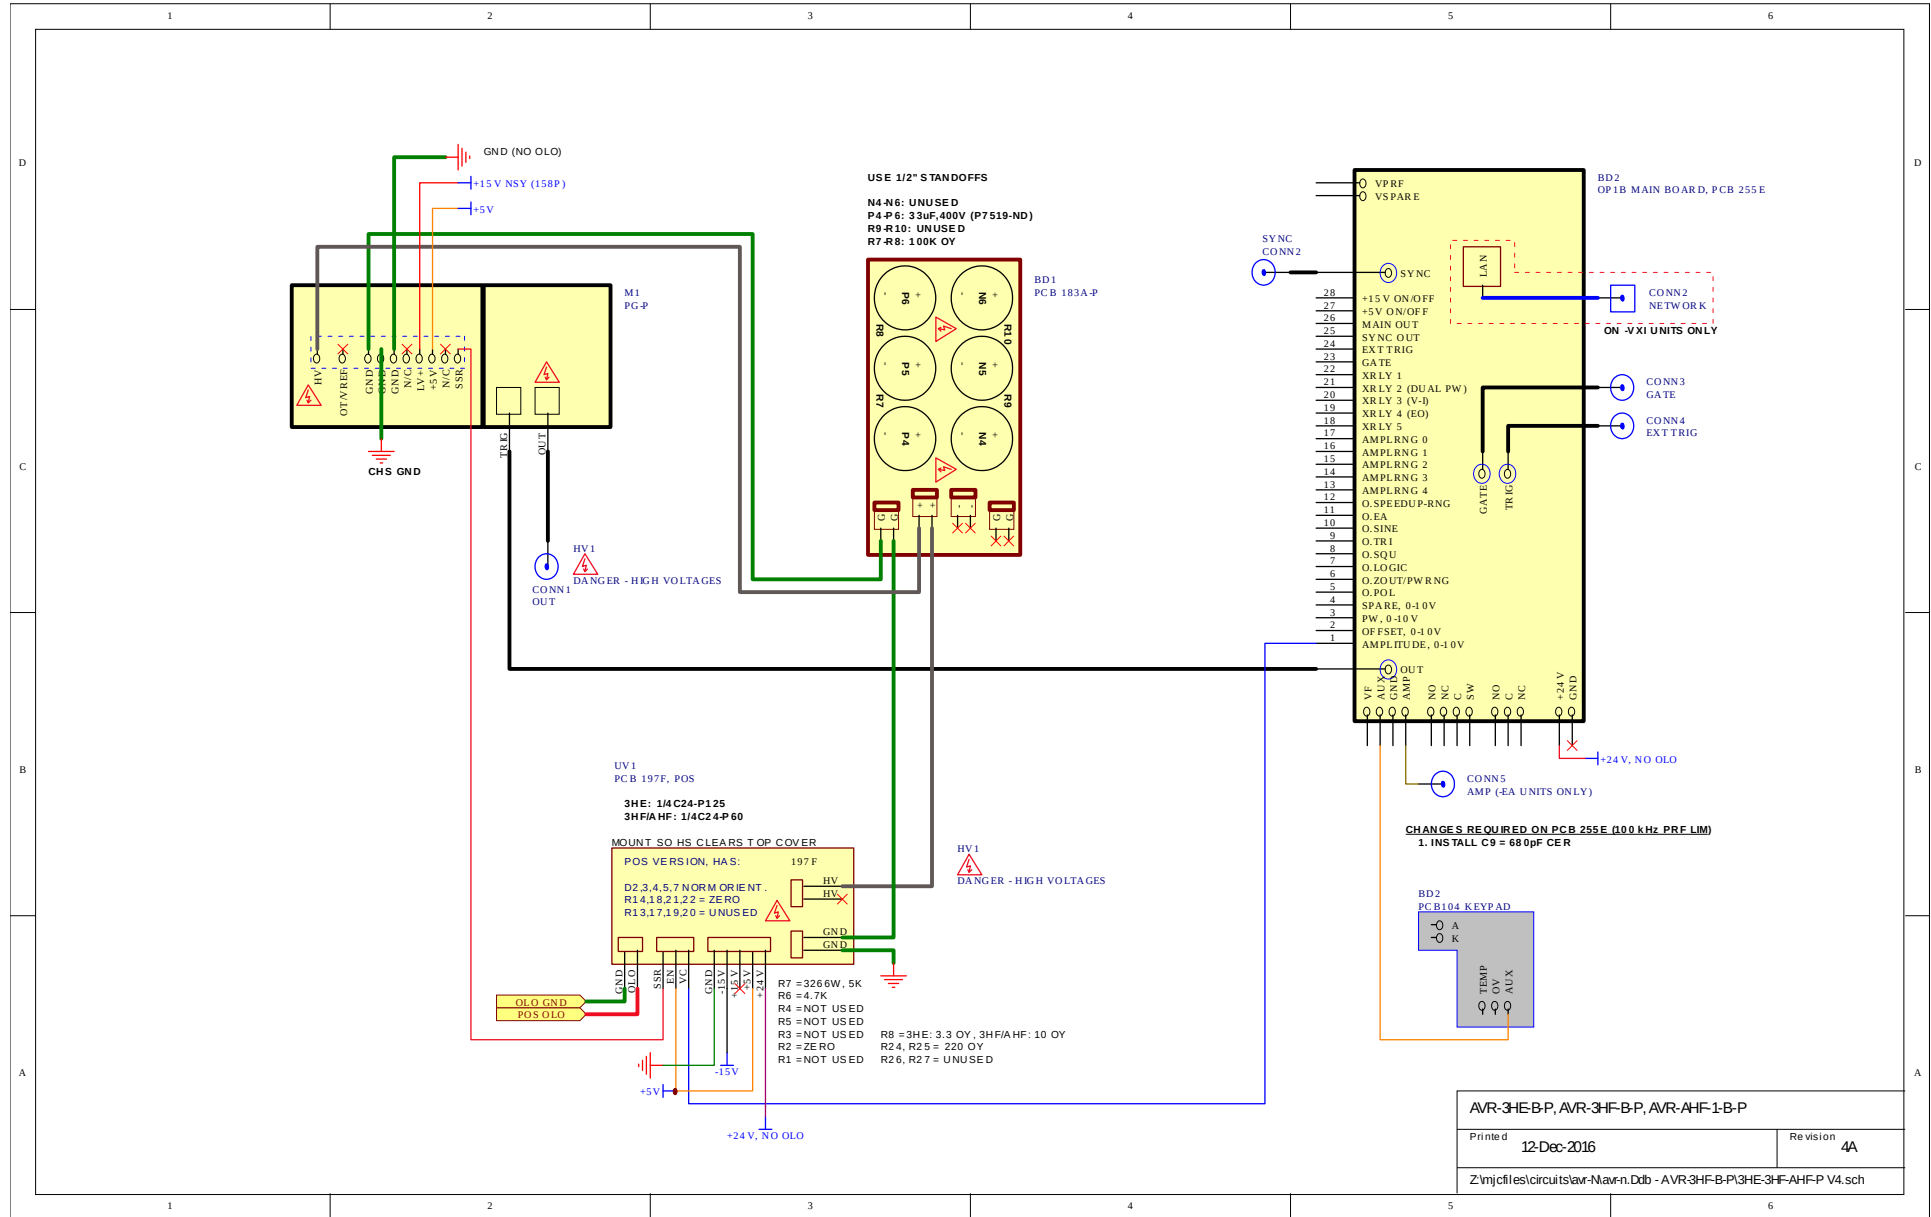 1 2 3 4 5 6
D
D
GND (NO OLO)
+15V NSY (158P)
+5V
USE 1/2" STANDOFFS
N4-N6: UNUSED
P4-P6: 33uF,400V (P7519-ND)
R9-R10: UNUSED
R7-R8: 100K OY
BD1
PCB 183A-P
P6
N6
R8
R10
P5
N5
R7
R9
P4
N4
G G
+ +
- -
G G
M1
PG-P
HV
OT/VREF
GND
GND
GND
N/C
LV+
+5V
N/C
SSR
TRIG
OUT
CHS GND
C
C
HV1
DANGER - HIGH VOLTAGES
CONN1
OUT
BD2
OP1B MAIN BOARD, PCB 255E
VPRF
VSPARE
SYNC
CONN2
SYNC
LAN
CONN2
NETWORK
ON -VXI UNITS ONLY
28 +15V ON/OFF
27 +5V ON/OFF
26 MAIN OUT
25 SYNC OUT
24 EXT TRIG
23 GATE
22 XRLY 1
21 XRLY 2 (DUAL PW)
20 XRLY 3 (V-I)
19 XRLY 4 (EO)
18 XRLY 5
17 AMPLRNG 0
16 AMPLRNG 1
15 AMPLRNG 2
14 AMPLRNG 3
13 AMPLRNG 4
12 O.SPEEDUP-RNG
11 O.EA
10 O.SINE
9 O.TRI
8 O.SQU
7 O.LOGIC
6 O.ZOUT/PWRNG
5 O.POL
4 SPARE, 0-10V
3 PW, 0-10V
2 OFFSET, 0-10V
1 AMPLITUDE, 0-10V
OUT
CONN3
GATE
CONN4
EXT TRIG
GATE
TRIG
VF
AUX
GND
AMP
NO
NC
C
SW
NO
C
NC
+24V
GND
+24V, NO OLO
CONN5
AMP (-EA UNITS ONLY)
B
B
UV1
PCB 197F, POS
3HE: 1/4C24-P125
3HF/AHF: 1/4C24-P60
MOUNT SO HS CLEARS TOP COVER
POS VERSION, HAS: 197F
D2,3,4,5,7 NORM ORIENT.
R14,18,21,22 = ZERO
R13,17,19,20 = UNUSED
HV
HV
GND
GND
GND
OLO
SSR
EN
VC
GND
-15V
+15V
+5V
+24V
HV1
DANGER - HIGH VOLTAGES
OLO GND
POS OLO
R7 =3266W, 5K
R6 =4.7K
R4 =NOT USED
R5 =NOT USED
R3 =NOT USED R8 =3HE: 3.3 OY, 3HF/AHF: 10 OY
R2 =ZERO R24, R25 = 220 OY
R1 =NOT USED R26, R27 = UNUSED
-15V
+5V
+24V, NO OLO
CHANGES REQUIRED ON PCB 255E (100 kHz PRF LIM)
1. INSTALL C9 = 680pF CER
BD2
PCB104 KEYPAD
A
K
TEMP
OV
AUX
A
A
AVR-3HE-B-P, AVR-3HF-B-P, AVR-AHF-1-B-P
Printed 12-Dec-2016 Revision 4A
Z:\mjcfiles\circuits\avr-N\avr-n.Ddb - AVR-3HF-B-P\3HE-3HF-AHF-P V4.sch
1 2 3 4 5 6